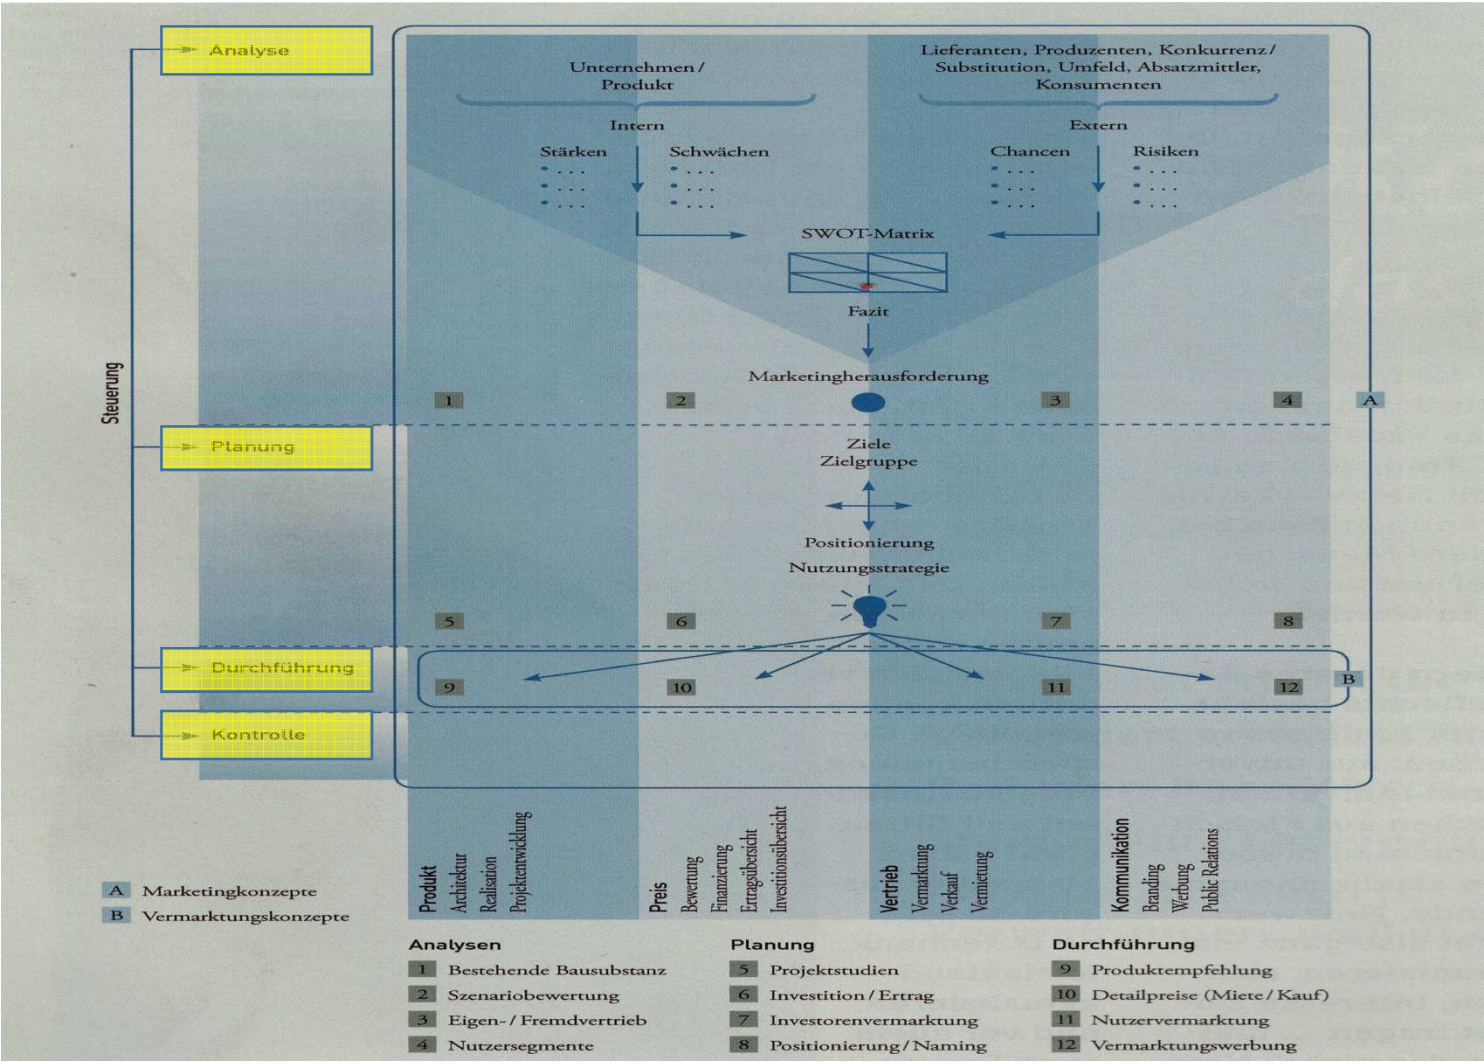 Analyse
Unternehmen/
Produkt
Lieferanten, Produzenten, Konkurrenz/
Substitution, Umfeld, Absatzmittler,
Konsumenten
Intern
Extern
Stärken
Schwächen
Chancen
Risiken
• . . .
• . . .
• . . .
• . . .
• . . .
• . . .
• . . .
• . . .
• . . .
• . . .
• . . .
• . . .
SWOT-Matrix
Fazit
Marketingherausforderung
1
2
3
4
A
Steuerung
Planung
Ziele
Zielgruppe
Positionierung
Nutzungsstrategie
5
6
7
8
Durchführung
9
10
11
12
B
Kontrolle
Produkt
Architektur
Realisation
Projektentwicklung
Preis
Bewertung
Finanzierung
Ertragsübersicht
Investitionsübersicht
Vertrieb
Vermarktung
Verkauf
Vermietung
Kommunikation
Branding
Werbung
Public Relations
A Marketingkonzepte
B Vermarktungskonzepte
Analysen
1 Bestehende Bausubstanz
2 Szenariobewertung
3 Eigen-/Fremdvertrieb
4 Nutzersegmente
Planung
5 Projektstudien
6 Investition/Ertrag
7 Investorenvermarktung
8 Positionierung/Naming
Durchführung
9 Produktempfehlung
10 Detailpreise (Miete/Kauf)
11 Nutzervermarktung
12 Vermarktungswerbung